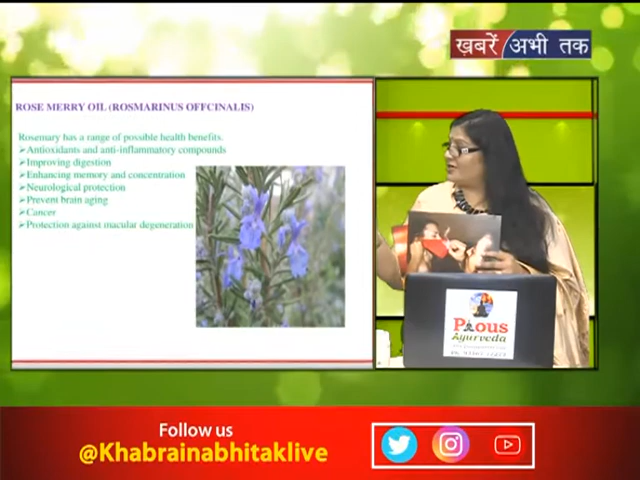 ख़बरें अभी तक
ROSE MERRY OIL (ROSMARINUS OFFCINALIS)
Rosemary has a range of possible health benefits.
➢Antioxidants and anti-inflammatory compounds
➢Improving digestion
➢Enhancing memory and concentration
➢Neurological protection
➢Prevent brain aging
➢Cancer
➢Protection against macular degeneration
Pious
Ayurveda
Follow us
@Khabrainabhitaklive